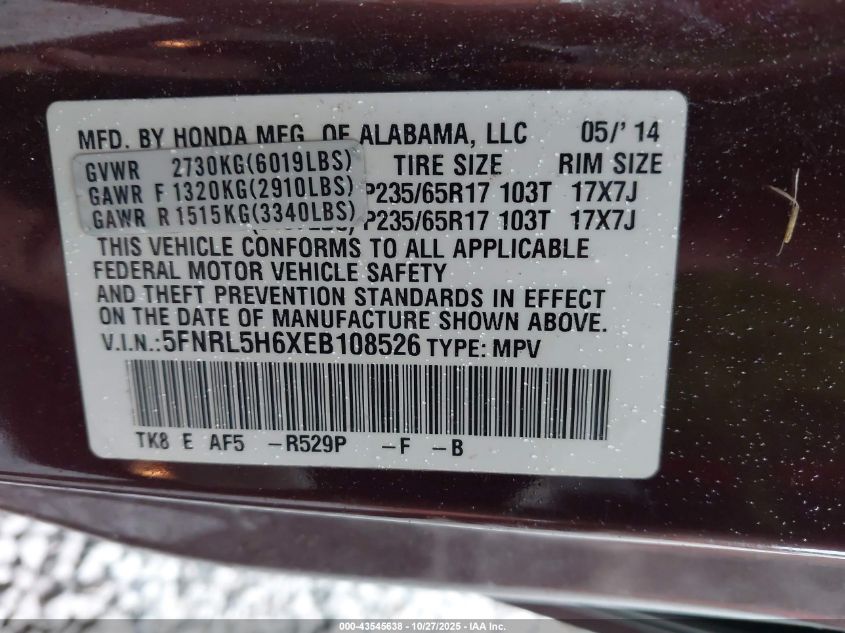 MFD. BY HONDA MFG. OF ALABAMA, LLC 05/'14
GVWR 2730KG(6019LBS) TIRE SIZE RIM SIZE
GAWR F 1320KG(2910LBS) P235/65R17 103T 17X7J
GAWR R 1515KG(3340LBS) P235/65R17 103T 17X7J
THIS VEHICLE CONFORMS TO ALL APPLICABLE
FEDERAL MOTOR VEHICLE SAFETY
AND THEFT PREVENTION STANDARDS IN EFFECT
ON THE DATE OF MANUFACTURE SHOWN ABOVE.
V.I.N.:5FNRL5H6XEB108526 TYPE: MPV
TK8 E AF5 -R529P -F -B
000-43545638 - 10/27/2025 - IAA Inc.